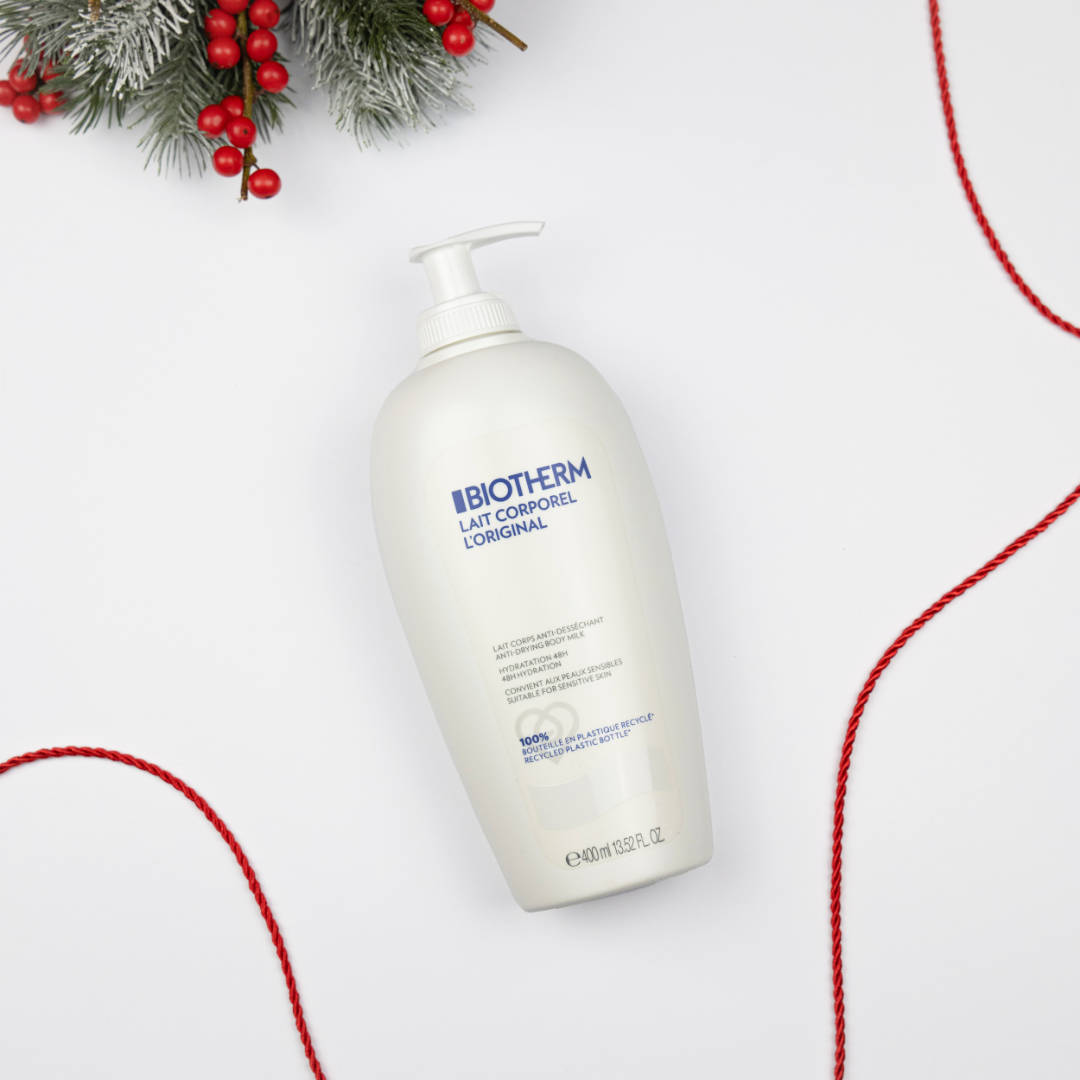 BIOTHERM
LAIT CORPOREL
L'ORIGINAL
LAIT CORPS ANTI-DESSÉCHANT
ANTI-DRYING BODY MILK
HYDRATATION 48H
48H HYDRATION
CONVIENT AUX PEAUX SENSIBLES
SUITABLE FOR SENSITIVE SKIN
100%
BOUTEILLE EN PLASTIQUE RECYCLÉ*
RECYCLED PLASTIC BOTTLE*
℮400 ml 13.52 FL. OZ